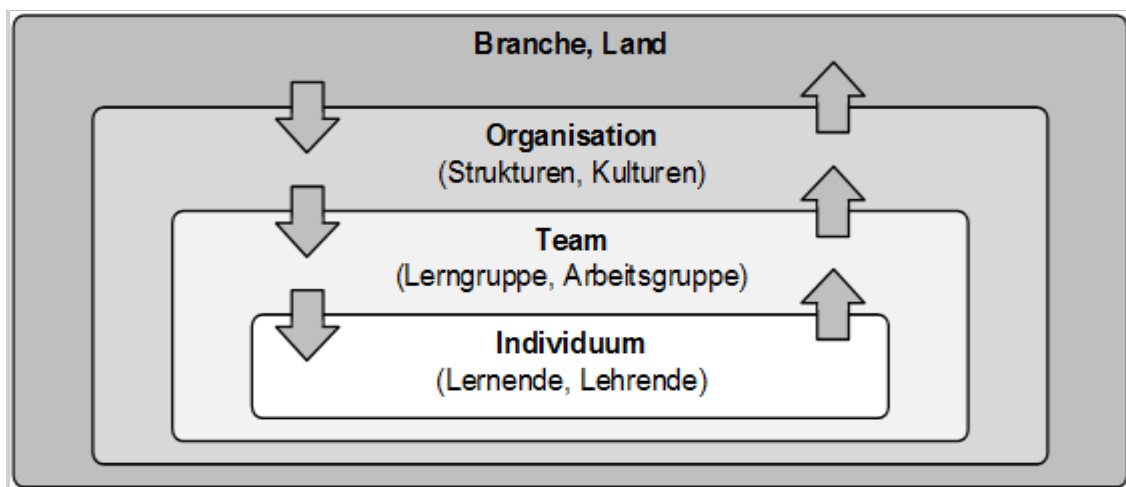 Branche, Land
Organisation
(Strukturen, Kulturen)
Team
(Lerngruppe, Arbeitsgruppe)
Individuum
(Lernende, Lehrende)